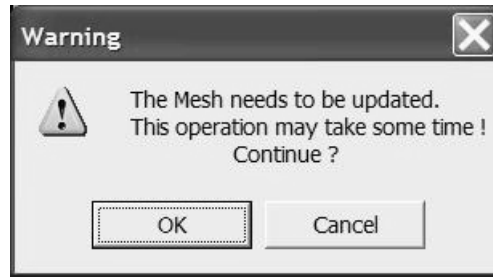 Warning
The Mesh needs to be updated.
This operation may take some time !
Continue ?
OK
Cancel